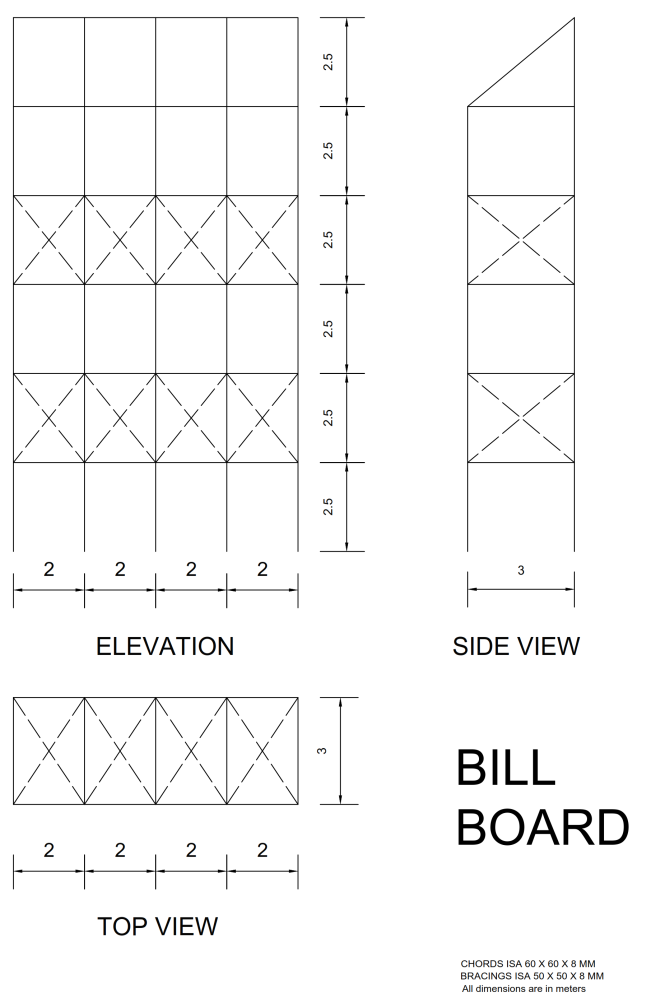 2.5
2.5
2.5
2.5
2.5
2.5
2 2 2 2
3
ELEVATION
SIDE VIEW
3
BILL
BOARD
2 2 2 2
TOP VIEW
CHORDS ISA 60 X 60 X 8 MM
BRACINGS ISA 50 X 50 X 8 MM
All dimensions are in meters